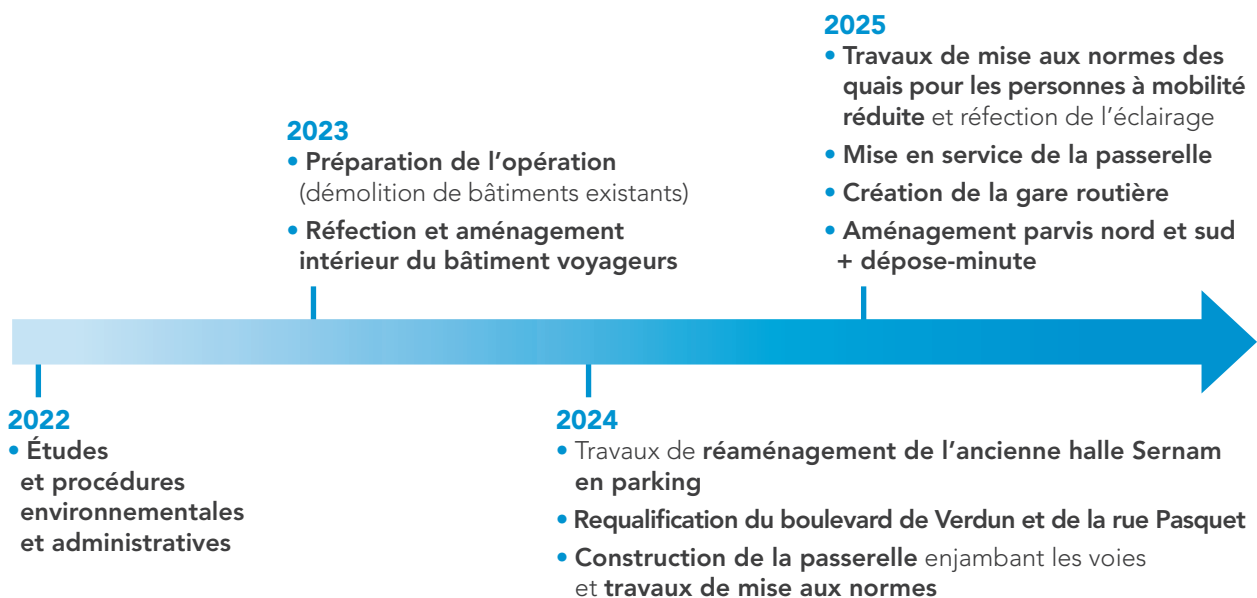 2022
• Études
et procédures
environnementales
et administratives
2023
• Préparation de l’opération
(démolition de bâtiments existants)
• Réfection et aménagement
intérieur du bâtiment voyageurs
2024
• Travaux de réaménagement de l’ancienne halle Sernam
en parking
• Requalification du boulevard de Verdun et de la rue Pasquet
• Construction de la passerelle enjambant les voies
et travaux de mise aux normes
2025
• Travaux de mise aux normes des
quais pour les personnes à mobilité
réduite et réfection de l’éclairage
• Mise en service de la passerelle
• Création de la gare routière
• Aménagement parvis nord et sud
+ dépose-minute